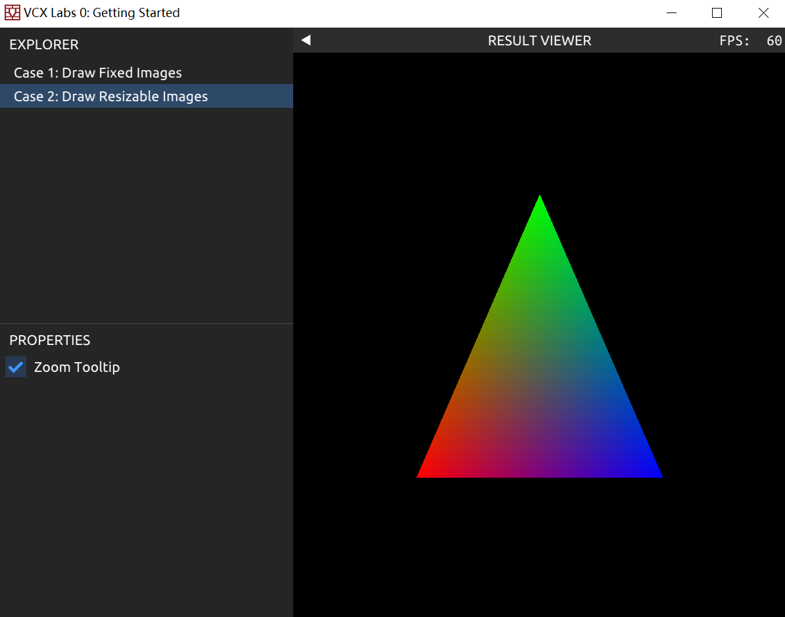 VCX Labs 0: Getting Started
EXPLORER
Case 1: Draw Fixed Images
Case 2: Draw Resizable Images
PROPERTIES
Zoom Tooltip
RESULT VIEWER
FPS: 60